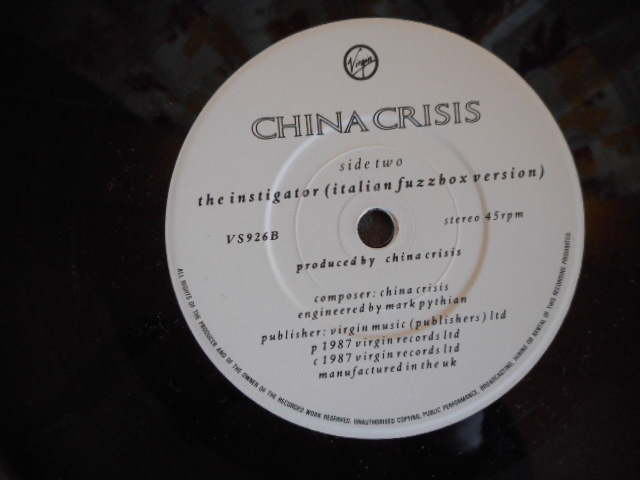 Virgin
CHINA CRISIS
side two
the instigator (italian fuzzbox version)
VS926B
stereo 45rpm
produced by china crisis
composer: china crisis
engineered by mark pythian
publisher: virgin music (publishers) ltd
p 1987 virgin records ltd
c 1987 virgin records ltd
manufactured in the uk
ALL RIGHTS OF THE PRODUCER AND OF THE OWNER OF THE RECORDED WORK RESERVED. UNAUTHORISED COPYING, PUBLIC PERFORMANCE, BROADCASTING, HIRING OR RENTAL OF THIS RECORDING PROHIBITED.